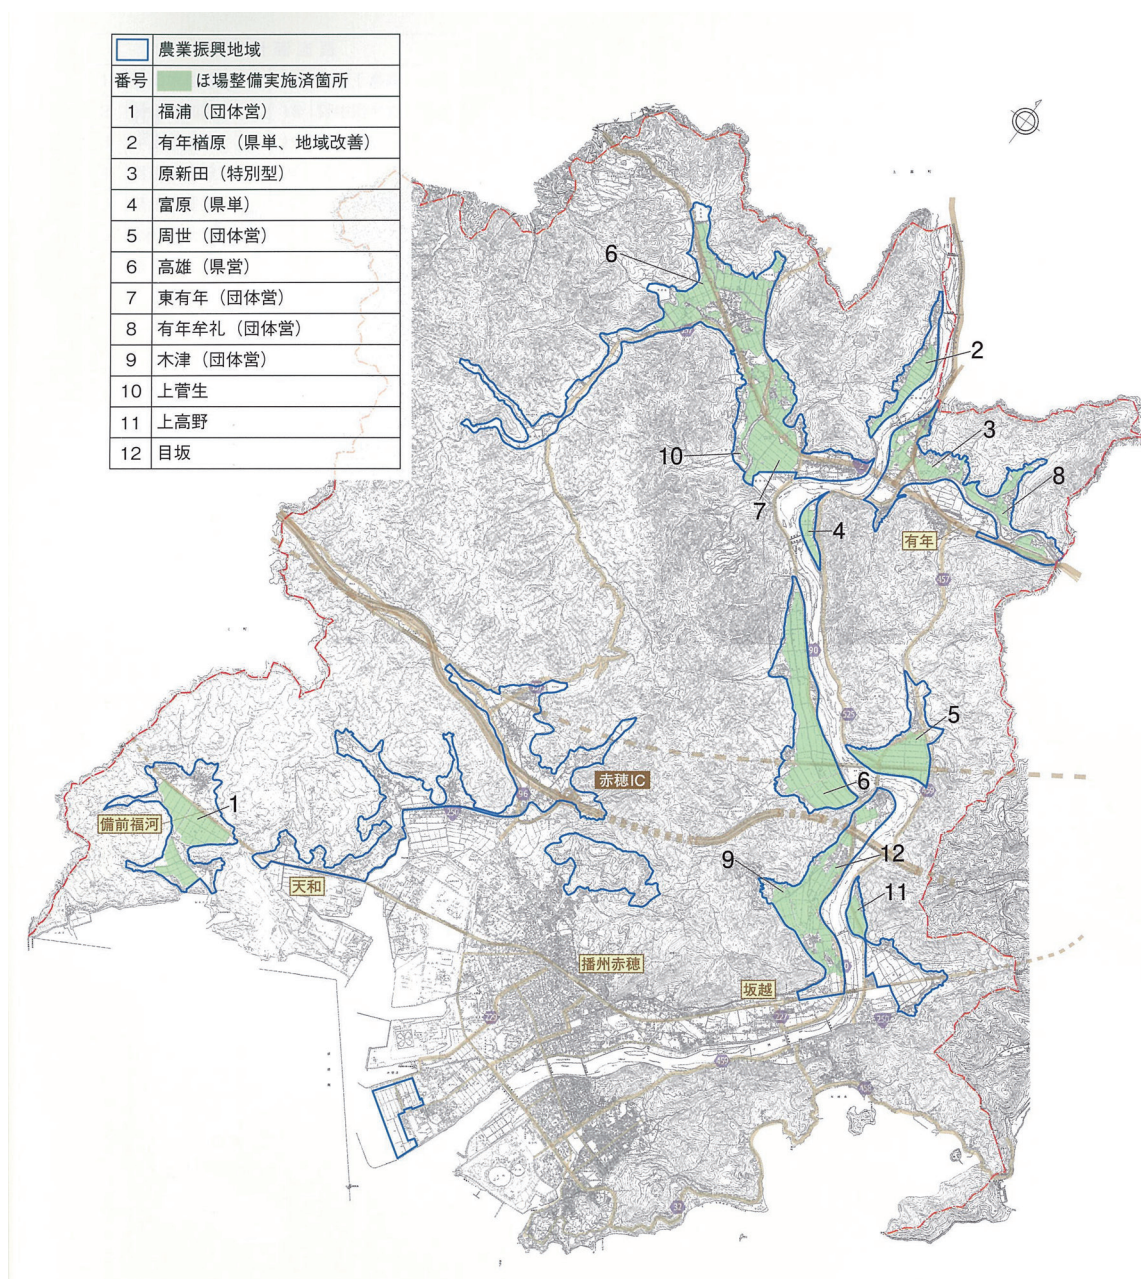 農業振興地域
番号 ほ場整備実施済箇所
1 福浦（団体営）
2 有年楢原（県単、地域改善）
3 原新田（特別型）
4 富原（県単）
5 周世（団体営）
6 高雄（県営）
7 東有年（団体営）
8 有年牟礼（団体営）
9 木津（団体営）
10 上菅生
11 上高野
12 目坂
6
2
3
10
8
7
4
有年
457
90
5
赤穂IC
6
96
1
備前福河
天和
9
12
11
播州赤穂
坂越
32